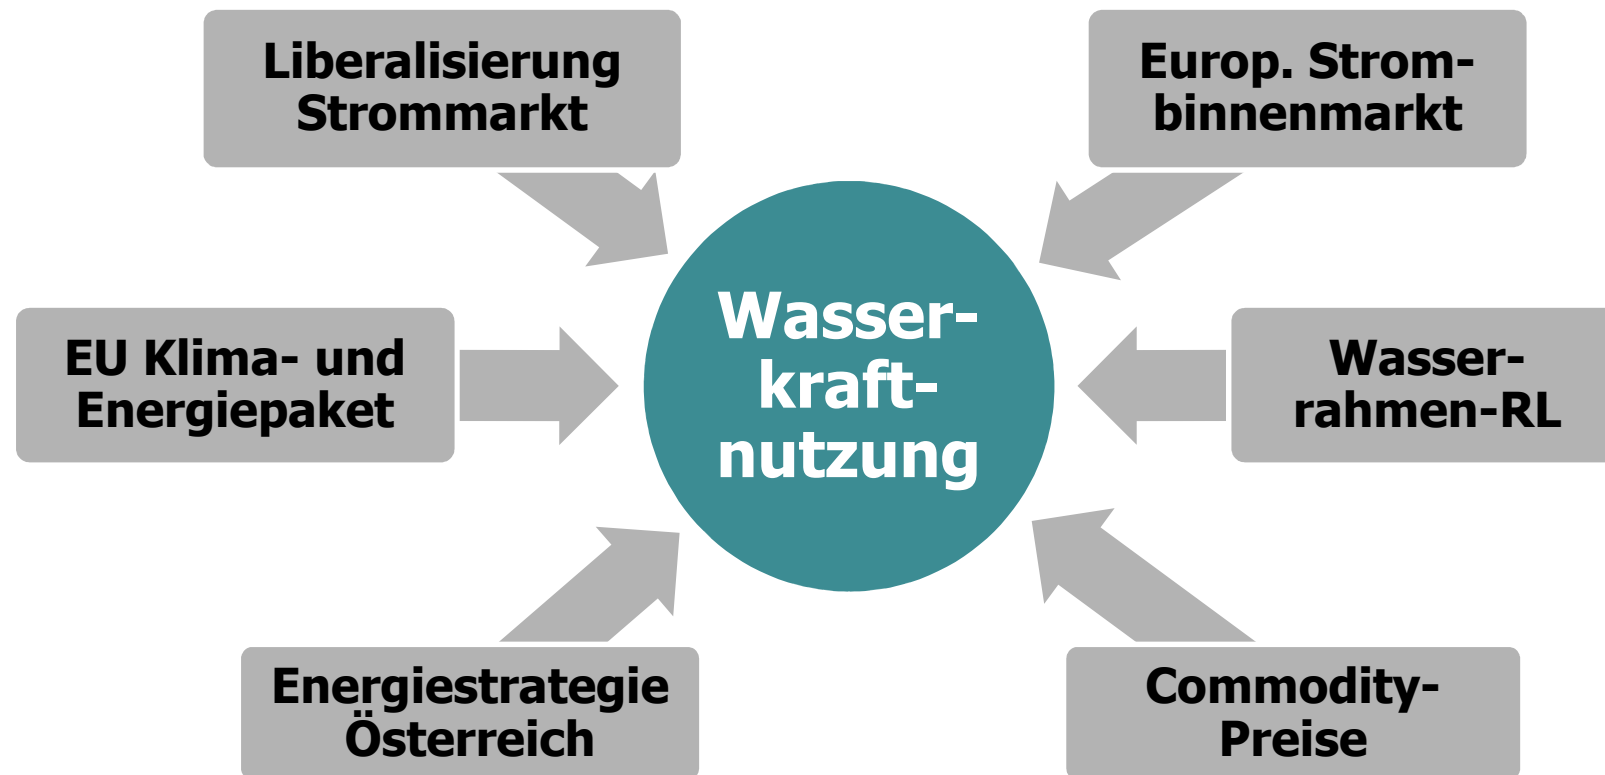 Liberalisierung
Strommarkt
Europ. Strom-
binnenmarkt
EU Klima- und
Energiepaket
Wasser-
kraft-
nutzung
Wasser-
rahmen-RL
Energiestrategie
Österreich
Commodity-
Preise